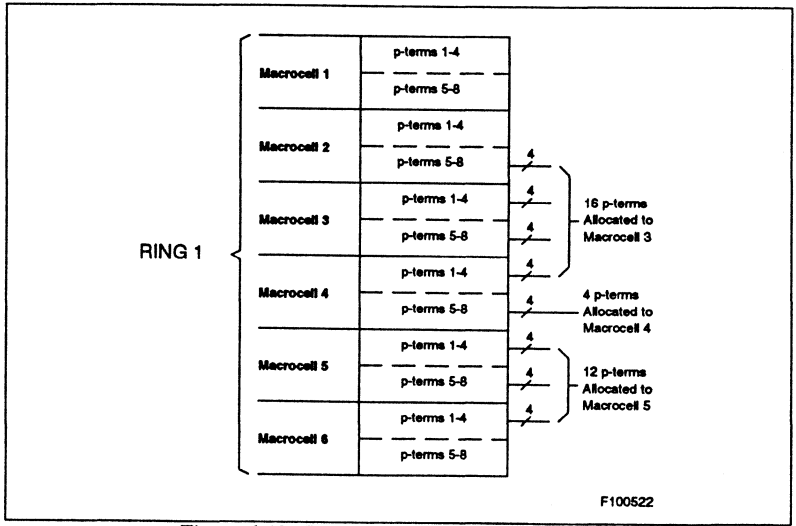 p-terms 1-4
Macrocell 1
p-terms 5-8
p-terms 1-4
Macrocell 2
p-terms 5-8
4
p-terms 1-4
4
Macrocell 3
p-terms 5-8
4
16 p-terms
Allocated to
Macrocell 3
RING 1
p-terms 1-4
4
Macrocell 4
p-terms 5-8
4
4 p-terms
Allocated to
Macrocell 4
p-terms 1-4
4
Macrocell 5
p-terms 5-8
4
12 p-terms
Allocated to
Macrocell 5
p-terms 1-4
4
Macrocell 6
p-terms 5-8
F100522